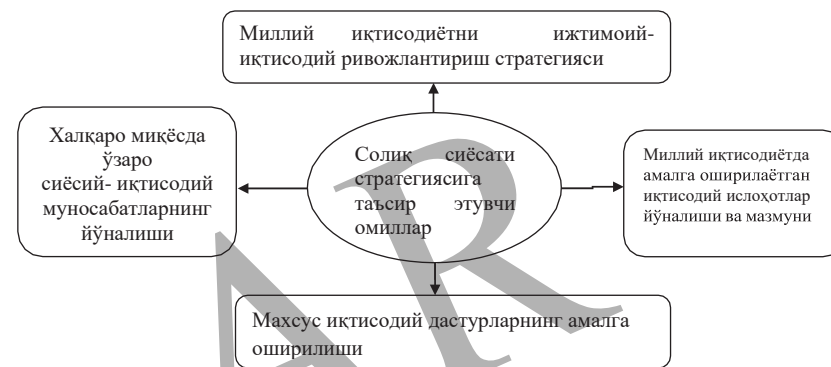 Миллий иқтисодиётни ижтимоий-
иқтисодий ривожлантириш стратегияси
Халқаро миқёсда
ўзаро
сиёсий- иқтисодий
муносабатларнинг
йўналиши
Солиқ сиёсати
стратегиясига
таъсир этувчи
омиллар
Миллий иқтисодиётда
амалга оширилаётган
иқтисодий ислоҳотлар
йўналиши ва мазмуни
Махсус иқтисодий дастурларнинг амалга
оширилиши